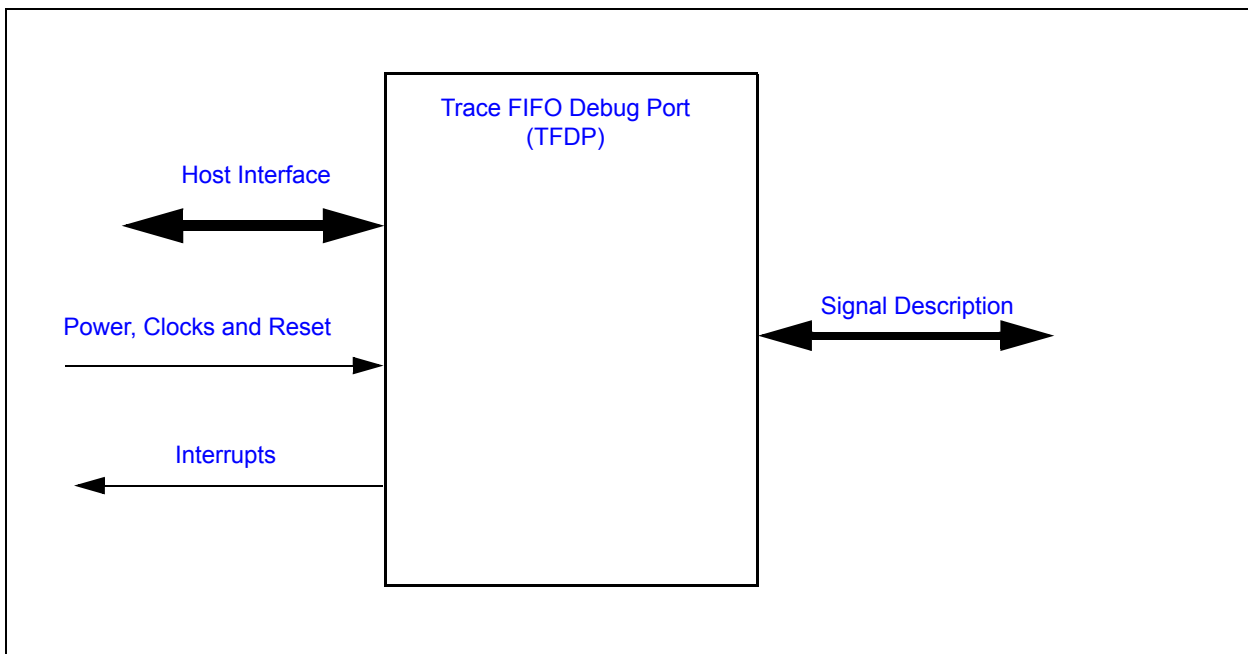 Trace FIFO Debug Port
(TFDP)
Host Interface
Power, Clocks and Reset
Interrupts
Signal Description